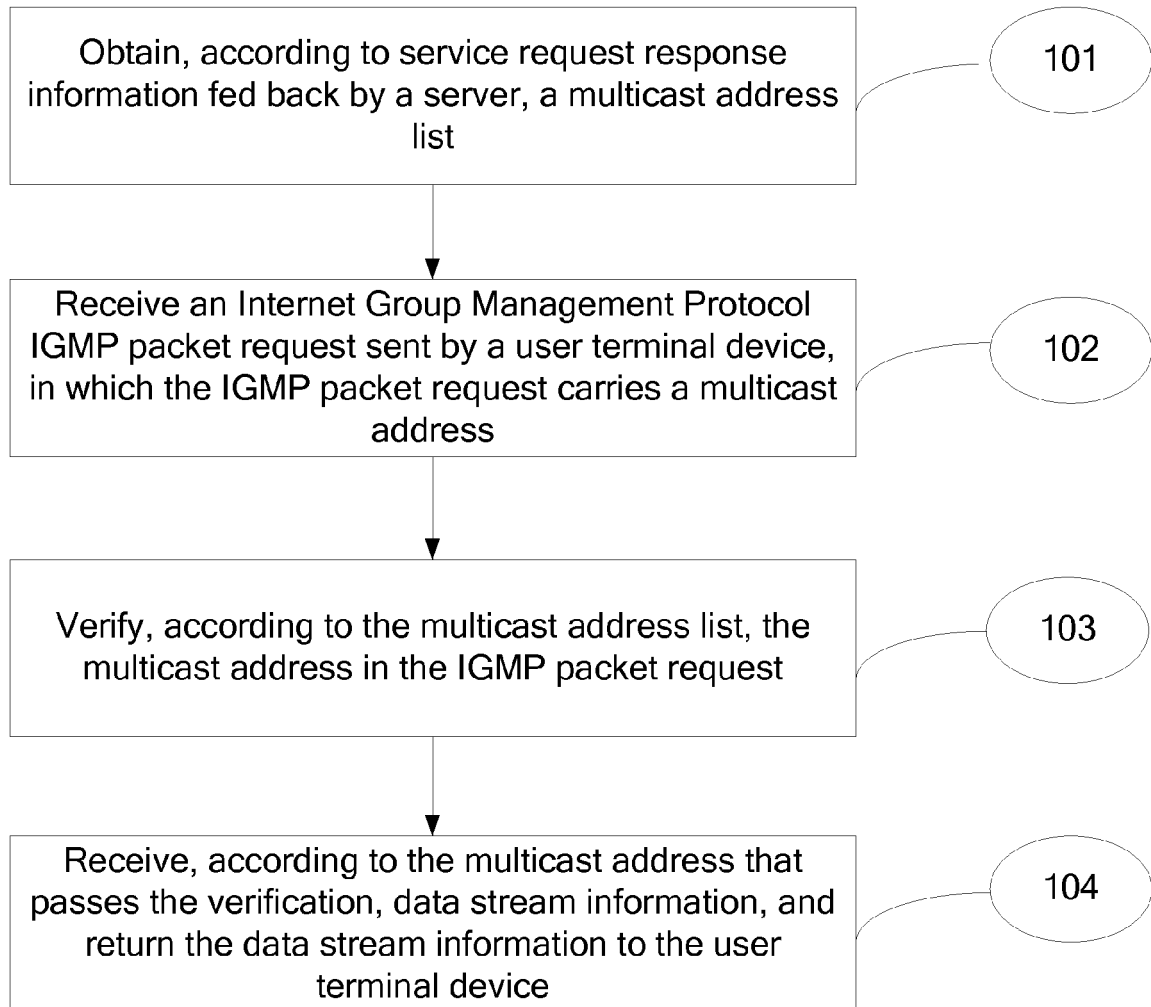 Obtain, according to service request response
information fed back by a server, a multicast address
list
101
Receive an Internet Group Management Protocol
IGMP packet request sent by a user terminal device,
in which the IGMP packet request carries a multicast
address
102
Verify, according to the multicast address list, the
multicast address in the IGMP packet request
103
Receive, according to the multicast address that
passes the verification, data stream information, and
return the data stream information to the user
terminal device
104